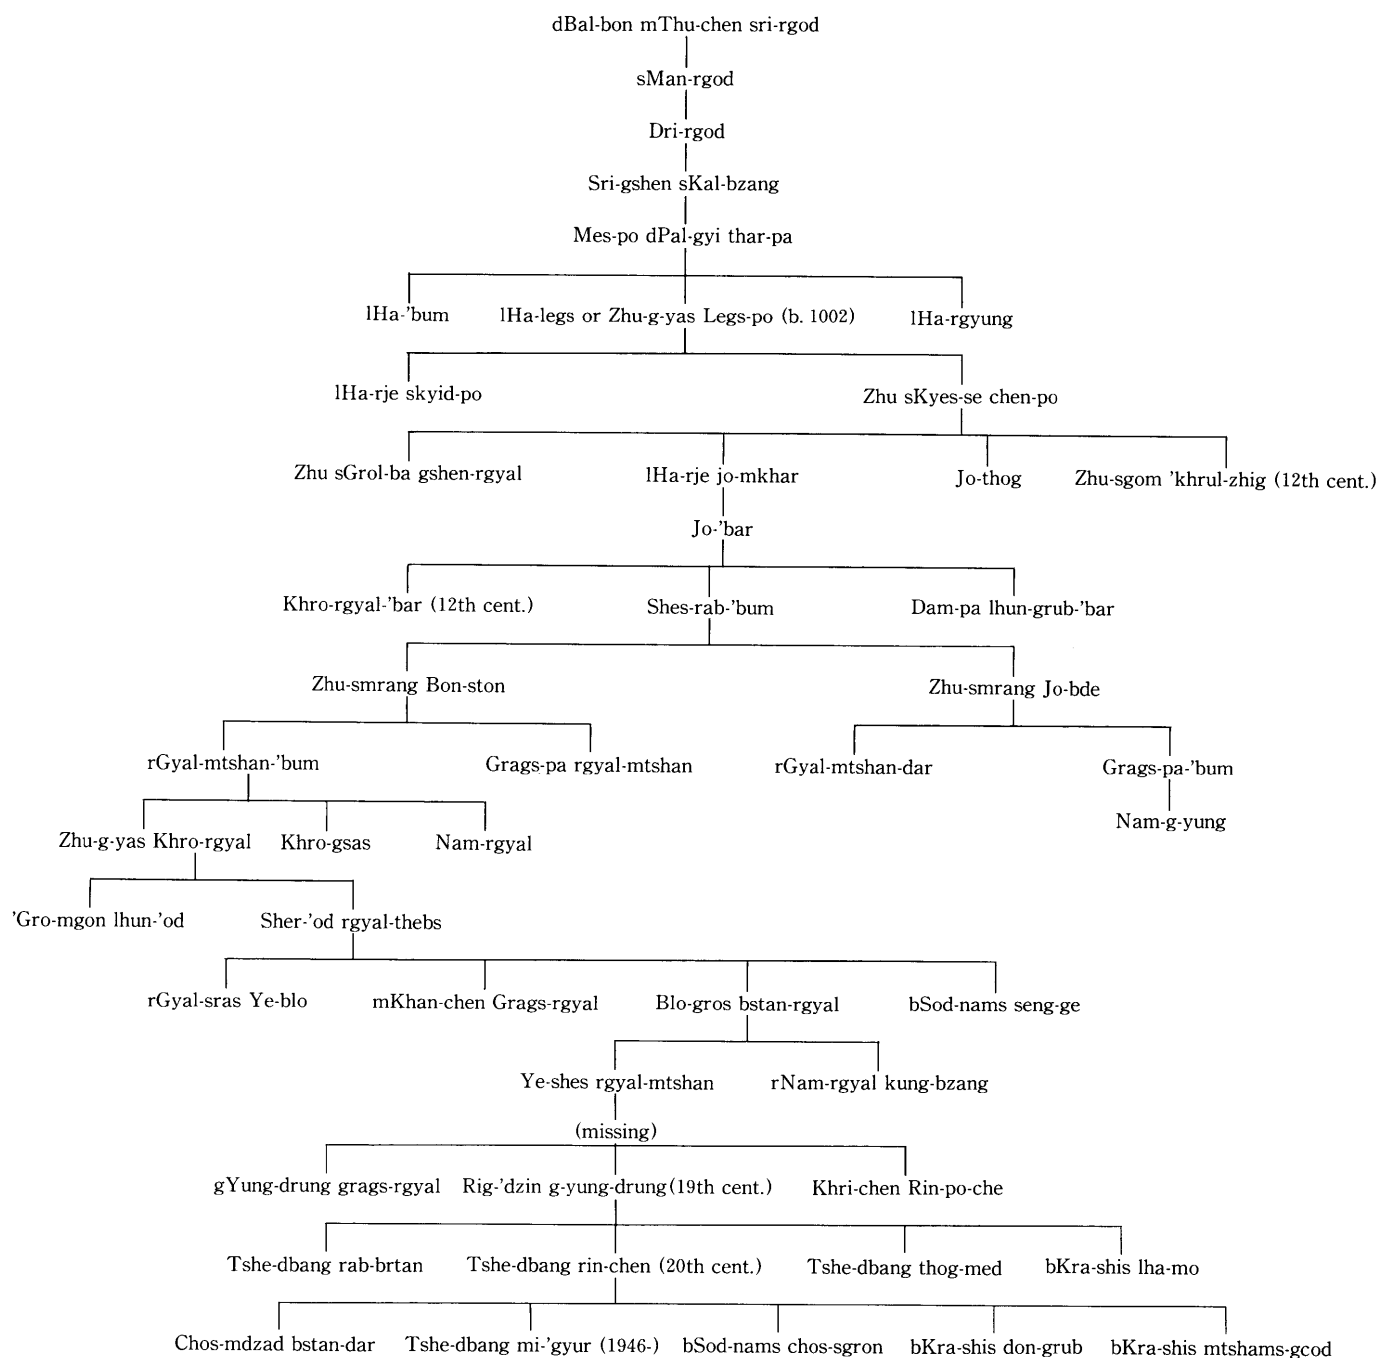 dBal-bon mThu-chen sri-rgod
sMan-rgod
Dri-rgod
Sri-gshen sKal-bzang
Mes-po dPal-gyi thar-pa
lHa-'bum lHa-legs or Zhu-g-yas Legs-po (b. 1002) lHa-rgyung
lHa-rje skyid-po Zhu sKyes-se chen-po
Zhu sGrol-ba gshen-rgyal lHa-rje jo-mkhar Jo-thog Zhu-sgom 'khrul-zhig (12th cent.)
Jo-'bar
Khro-rgyal-'bar (12th cent.) Shes-rab-'bum Dam-pa lhun-grub-'bar
Zhu-smrang Bon-ston Zhu-smrang Jo-bde
rGyal-mtshan-'bum Grags-pa rgyal-mtshan rGyal-mtshan-dar Grags-pa-'bum
Nam-g-yung
Zhu-g-yas Khro-rgyal Khro-gsas Nam-rgyal
'Gro-mgon lhun-'od Sher-'od rgyal-thebs
rGyal-sras Ye-blo mKhan-chen Grags-rgyal Blo-gros bstan-rgyal bSod-nams seng-ge
Ye-shes rgyal-mtshan rNam-rgyal kung-bzang
(missing)
gYung-drung grags-rgyal Rig-'dzin g-yung-drung (19th cent.) Khri-chen Rin-po-che
Tshe-dbang rab-brtan Tshe-dbang rin-chen (20th cent.) Tshe-dbang thog-med bKra-shis lha-mo
Chos-mdzad bstan-dar Tshe-dbang mi-'gyur (1946-) bSod-nams chos-sgron bKra-shis don-grub bKra-shis mtshams-gcod